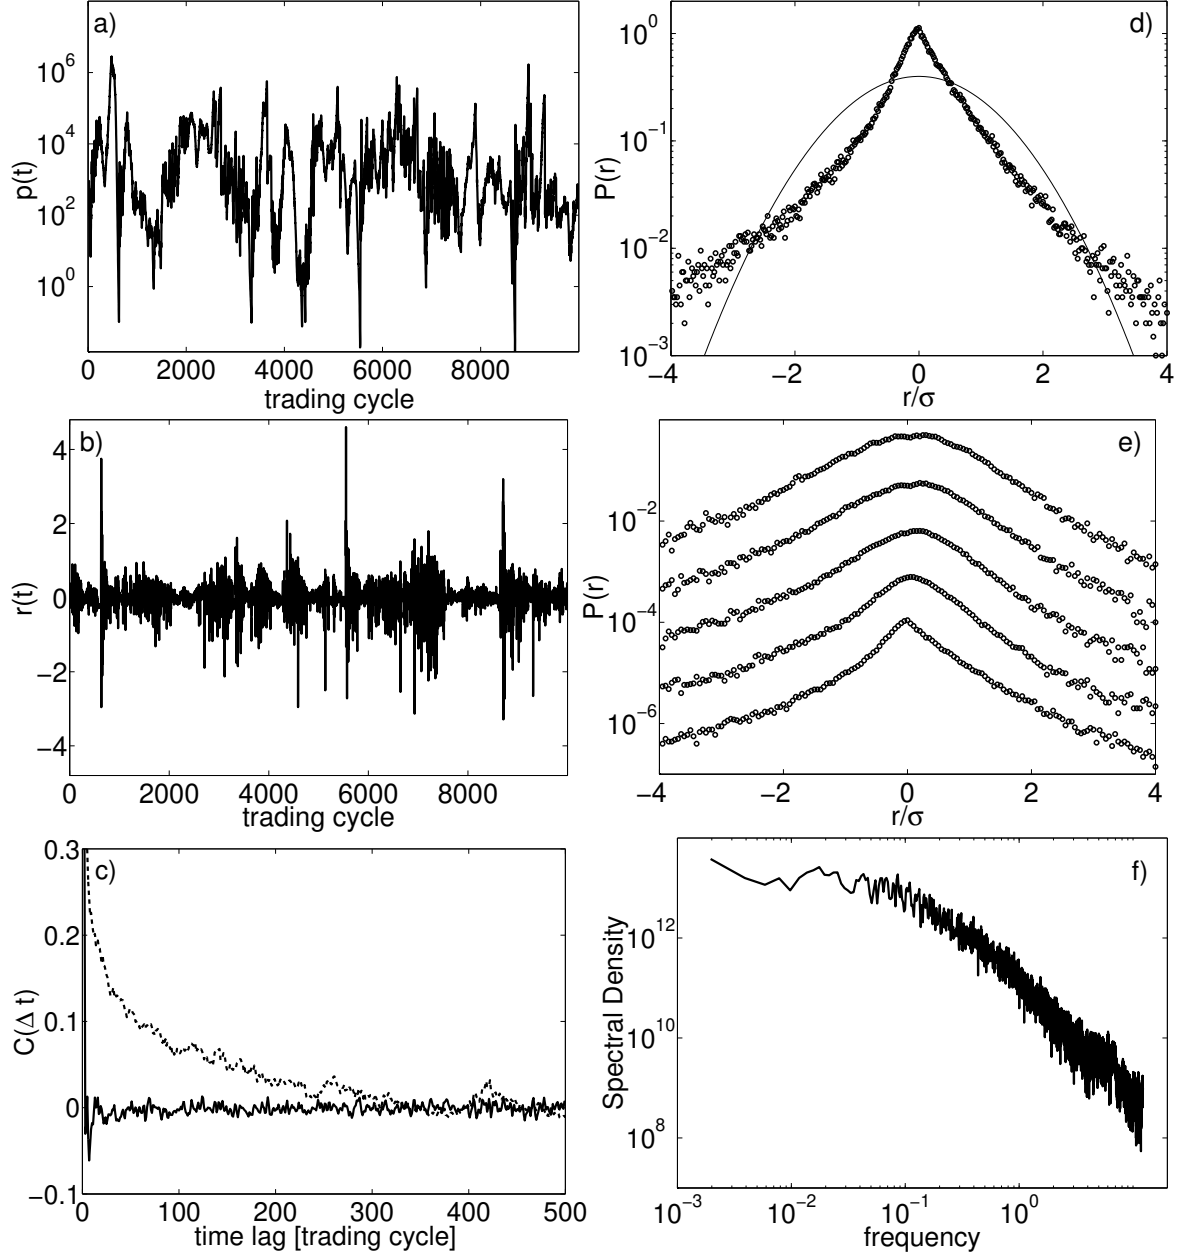 a)
p(t)
10^6
10^4
10^2
10^0
0 2000 4000 6000 8000
trading cycle
d)
P(r)
10^0
10^−1
10^−2
10^−3
−4 −2 0 2 4
r/σ
b)
r(t)
4
2
0
−2
−4
0 2000 4000 6000 8000
trading cycle
e)
P(r)
10^−2
10^−4
10^−6
−4 −2 0 2 4
r/σ
c)
C(Δ t)
0.3
0.2
0.1
0
−0.1
0 100 200 300 400 500
time lag [trading cycle]
f)
Spectral Density
10^12
10^10
10^8
10^−3 10^−2 10^−1 10^0
frequency